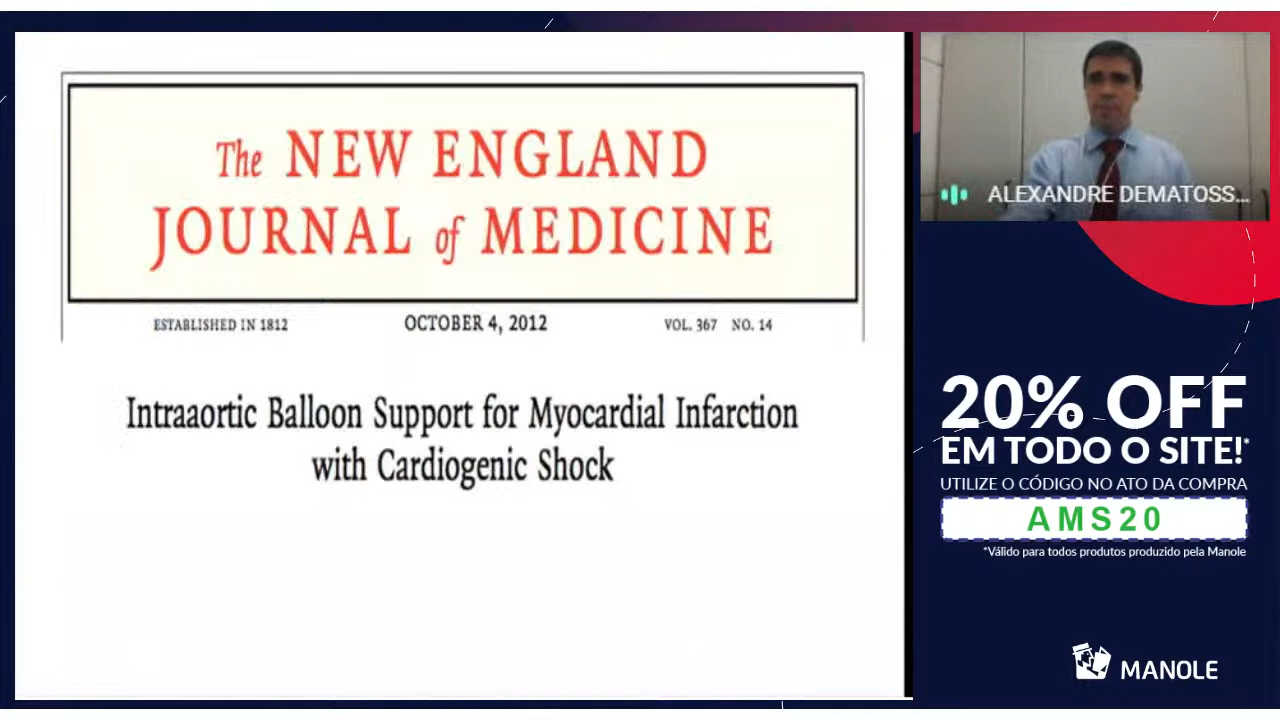 The NEW ENGLAND
JOURNAL of MEDICINE
ESTABLISHED IN 1812 OCTOBER 4, 2012 VOL. 367 NO. 14
Intraaortic Balloon Support for Myocardial Infarction
with Cardiogenic Shock
ALEXANDRE DEMATOSS...
20% OFF
EM TODO O SITE!*
UTILIZE O CÓDIGO NO ATO DA COMPRA
AMS20
*Válido para todos produtos produzido pela Manole
MANOLE